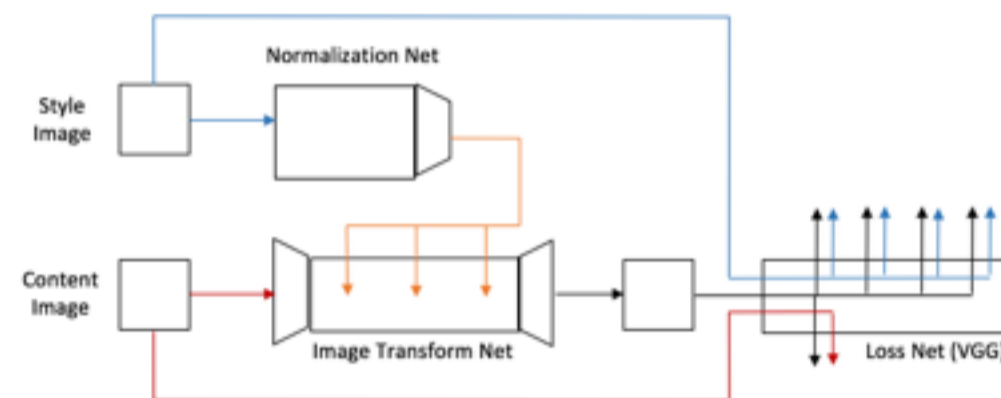 Normalization Net
Style
Image
Content
Image
Image Transform Net
Loss Net (VGG)